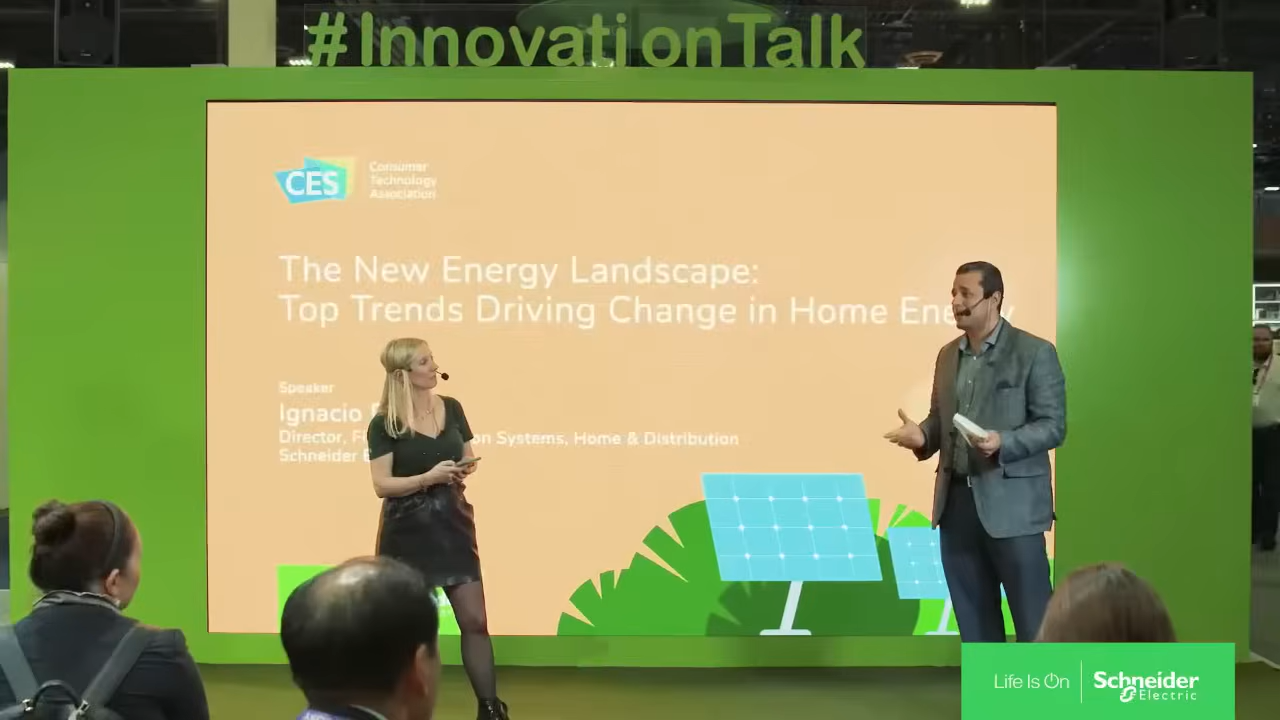 #InnovationTalk
CES
Consumer
Technology
Association
The New Energy Landscape:
Top Trends Driving Change in Home
Speaker
Ignacio
Director, Systems, Home & Distribution
Schneider
Life Is On
Schneider
Electric